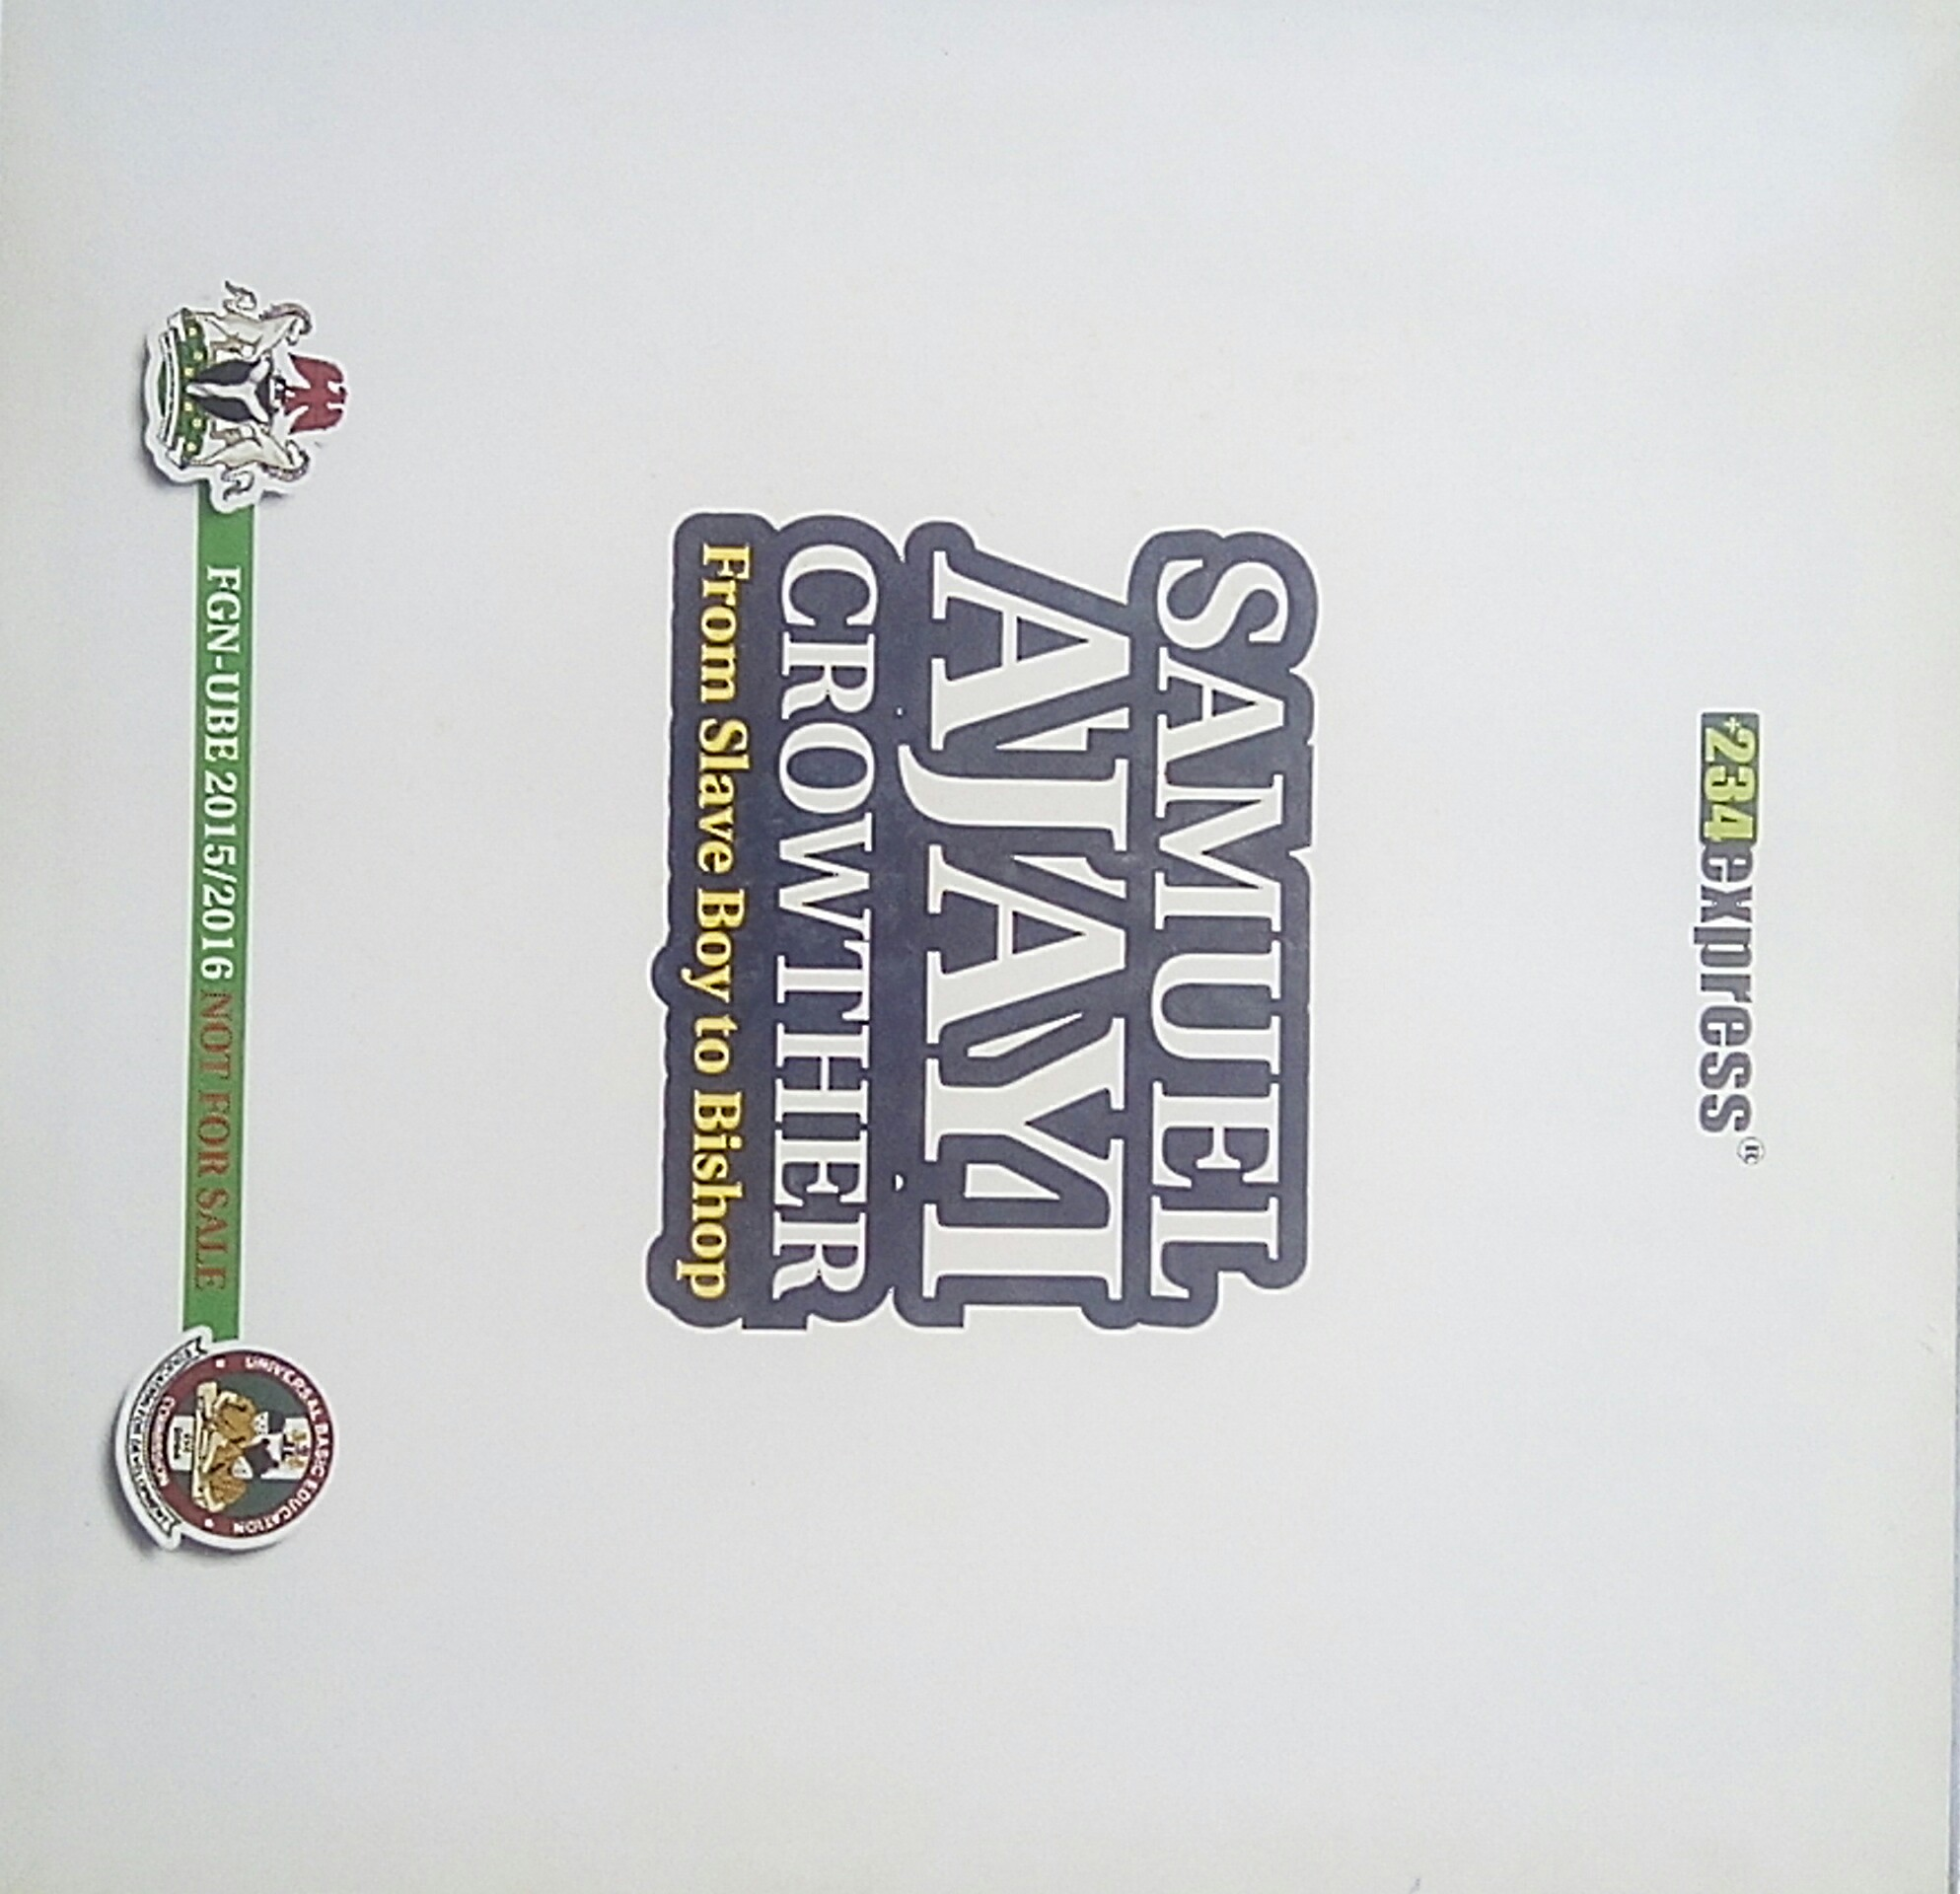 +234express
SAMUEL
AJAYI
CROWTHER
From Slave Boy to Bishop
FGN-UBE 2015/2016 NOT FOR SALE
UNIVERSAL BASIC EDUCATION
COMMISSION